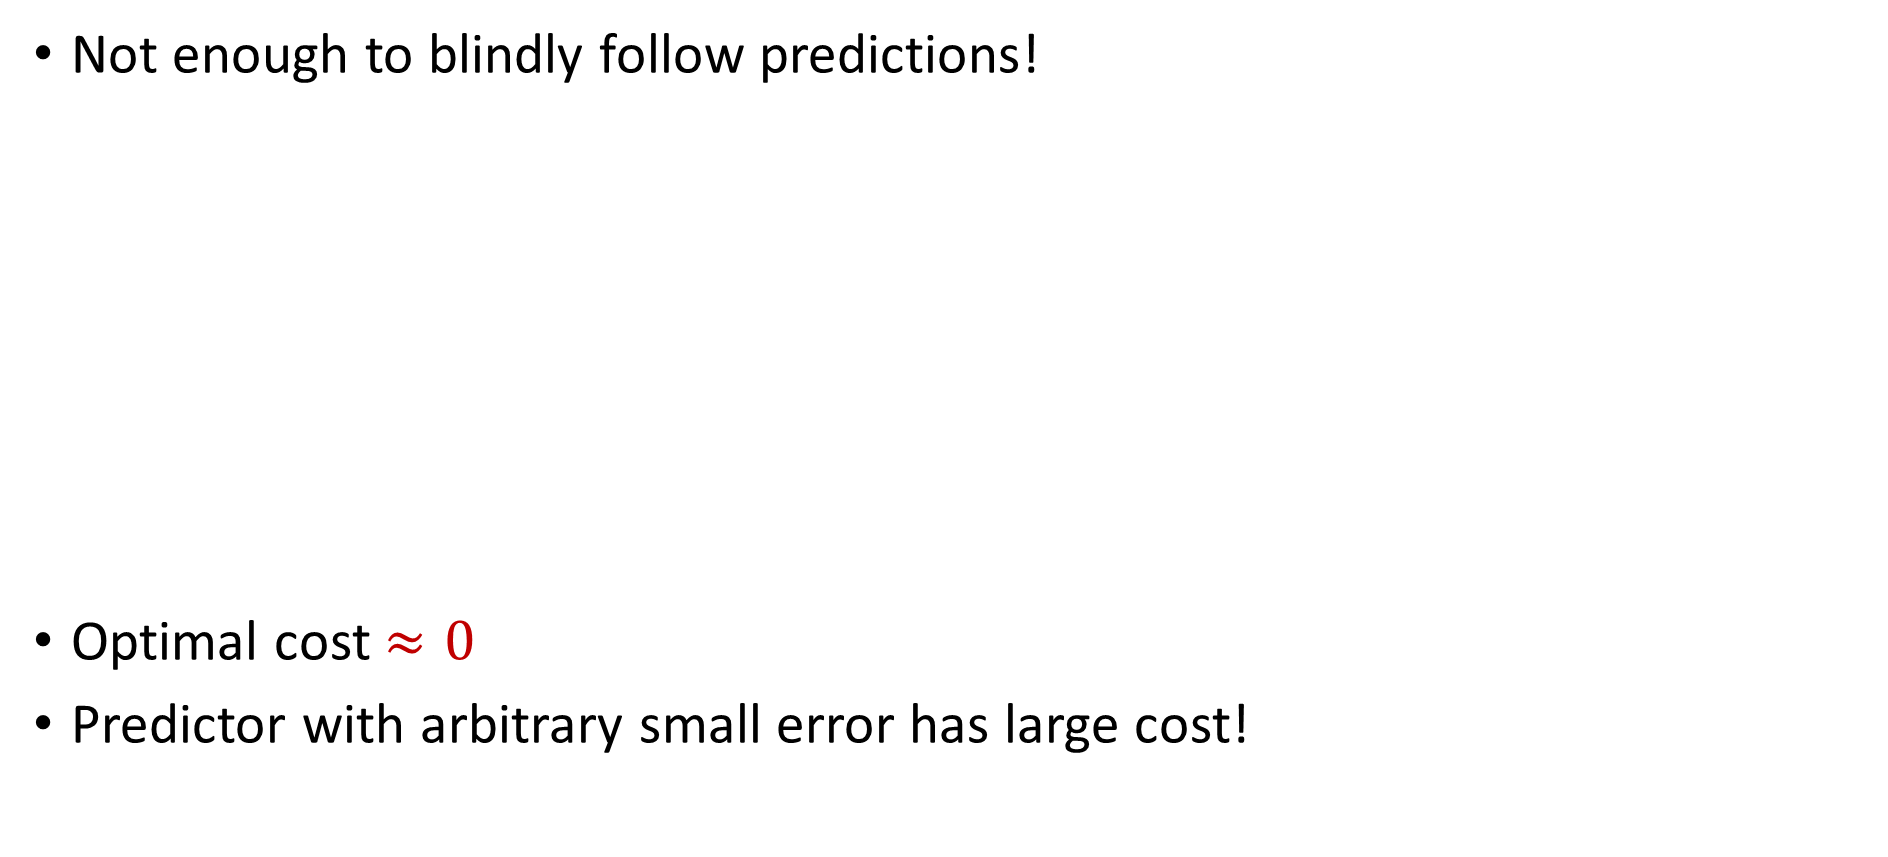 • Not enough to blindly follow predictions!
• Optimal cost ≈ 0
• Predictor with arbitrary small error has large cost!